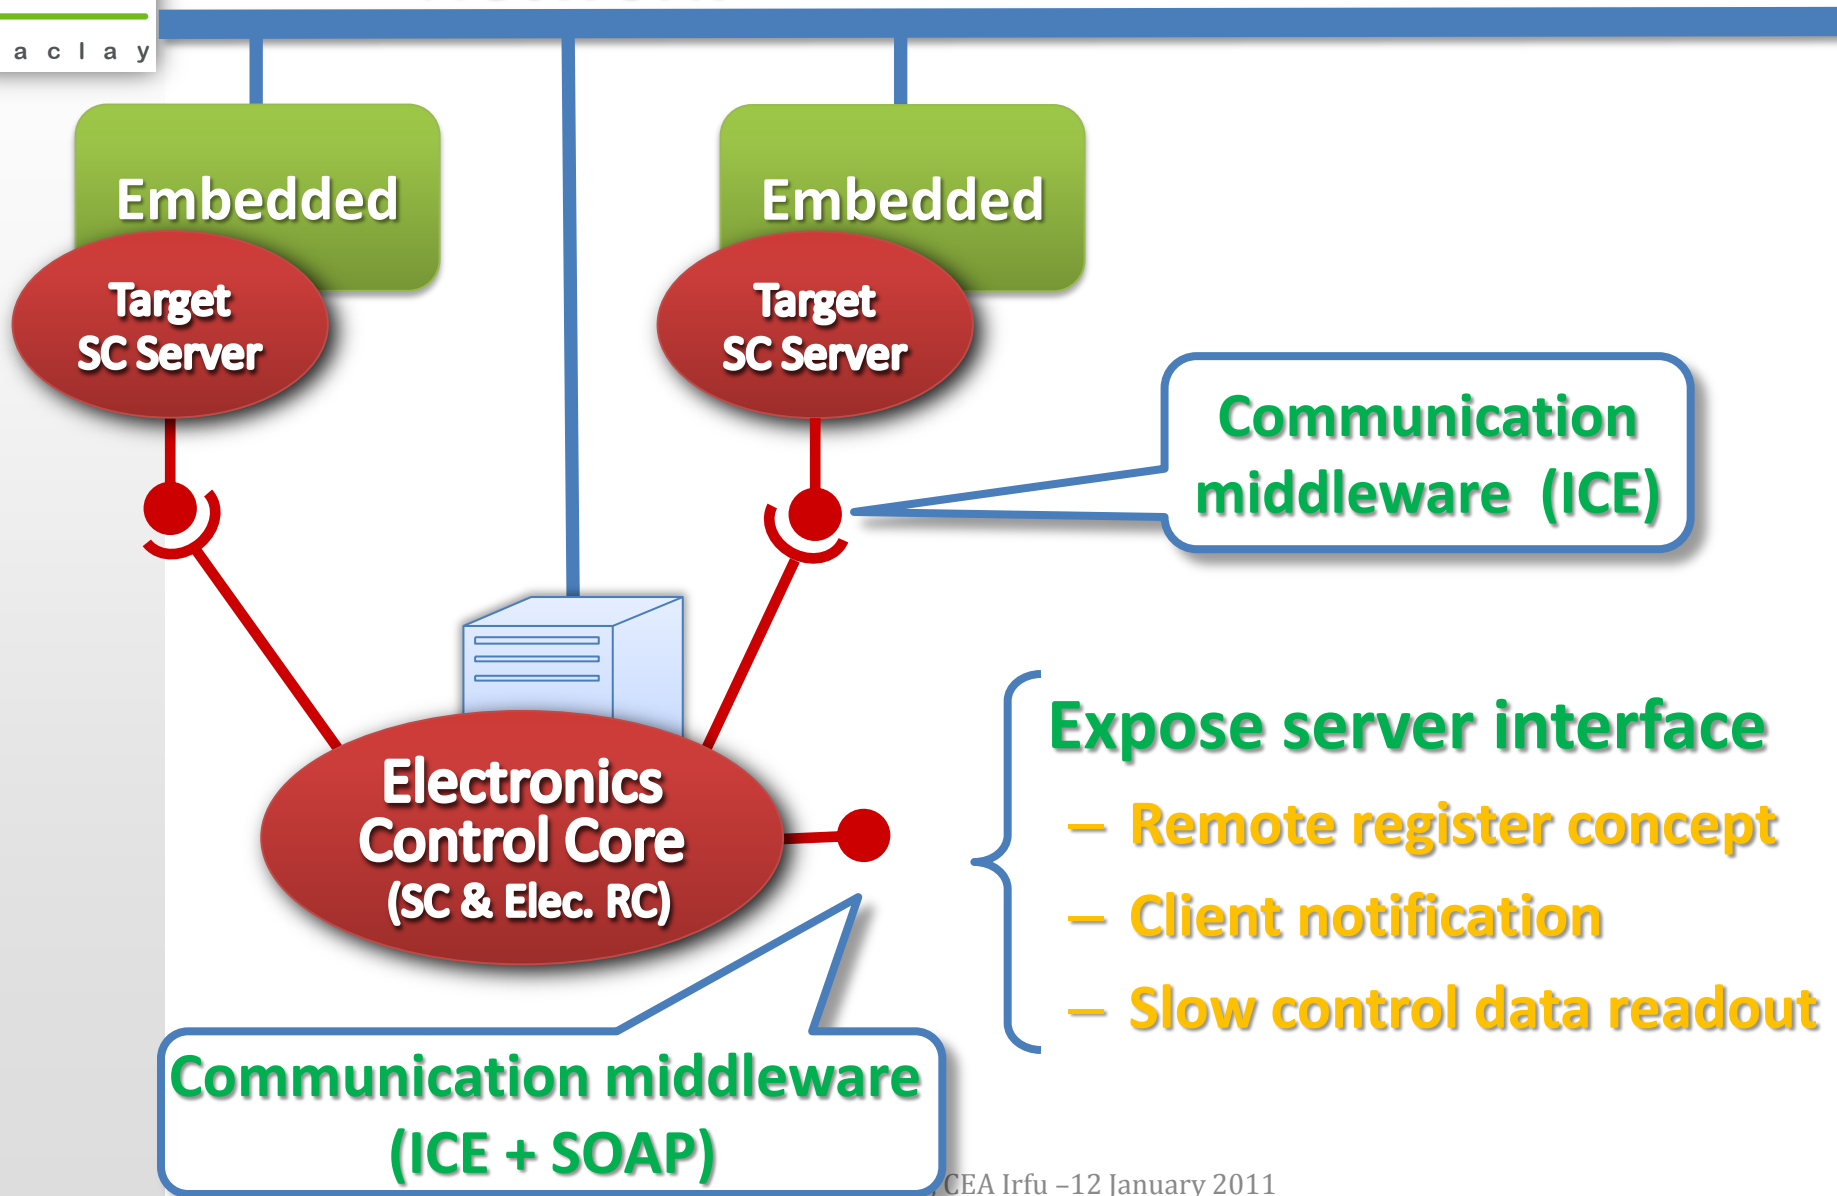 a c l a y
Embedded
Embedded
Target
SC Server
Target
SC Server
Communication
middleware (ICE)
Electronics
Control Core
(SC & Elec. RC)
Expose server interface
– Remote register concept
– Client notification
– Slow control data readout
Communication middleware
(ICE + SOAP)
CEA Irfu –12 January 2011